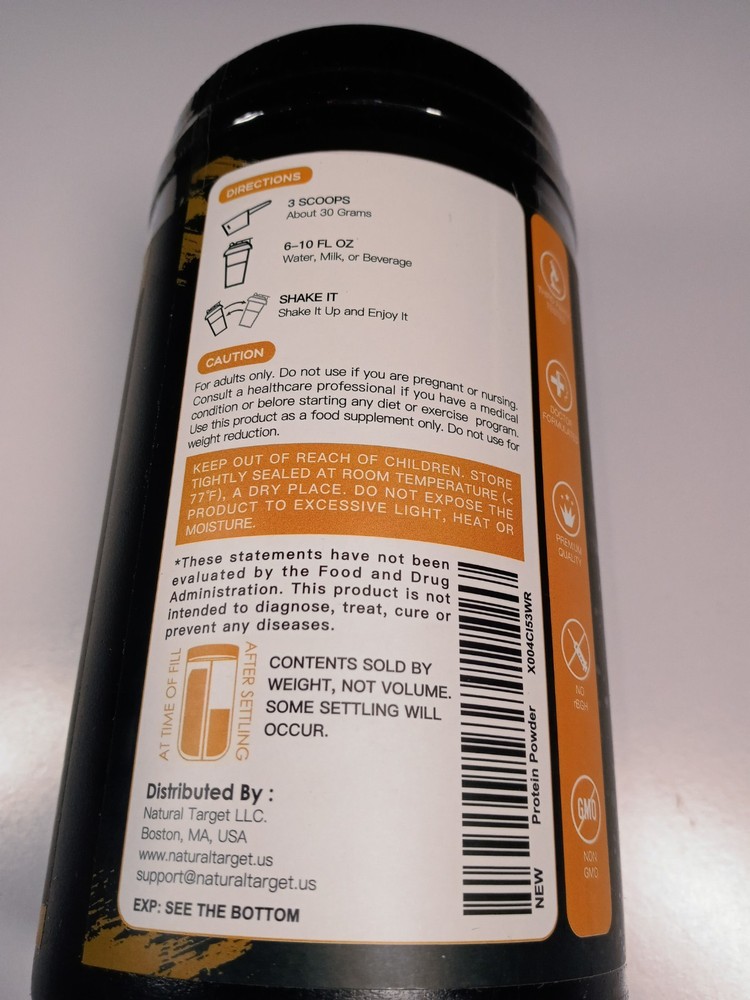 DIRECTIONS
3 SCOOPS
About 30 Grams
6–10 FL OZ
Water, Milk, or Beverage
SHAKE IT
Shake It Up and Enjoy It
CAUTION
For adults only. Do not use if you are pregnant or nursing.
Consult a healthcare professional if you have a medical
condition or before starting any diet or exercise program.
Use this product as a food supplement only. Do not use for
weight reduction.
KEEP OUT OF REACH OF CHILDREN. STORE
TIGHTLY SEALED AT ROOM TEMPERATURE (<
77°F), A DRY PLACE. DO NOT EXPOSE THE
PRODUCT TO EXCESSIVE LIGHT, HEAT OR
MOISTURE.
*These statements have not been
evaluated by the Food and Drug
Administration. This product is not
intended to diagnose, treat, cure or
prevent any diseases.
AT TIME OF FILL
AFTER SETTLING
CONTENTS SOLD BY
WEIGHT, NOT VOLUME.
SOME SETTLING WILL
OCCUR.
Distributed By :
Natural Target LLC.
Boston, MA, USA
www.naturaltarget.us
support@naturaltarget.us
EXP: SEE THE BOTTOM
X004CI53WR
Protein Powder
NEW
DOCTOR
FORMULATED
PREMIUM
QUALITY
NO
rBGH
GMO
NON
GMO